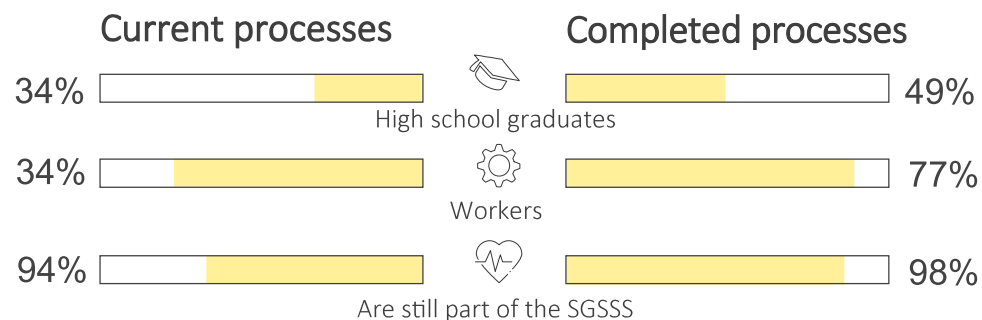 Current processes
Completed processes
34%
49%
High school graduates
34%
77%
Workers
94%
98%
Are still part of the SGSSS